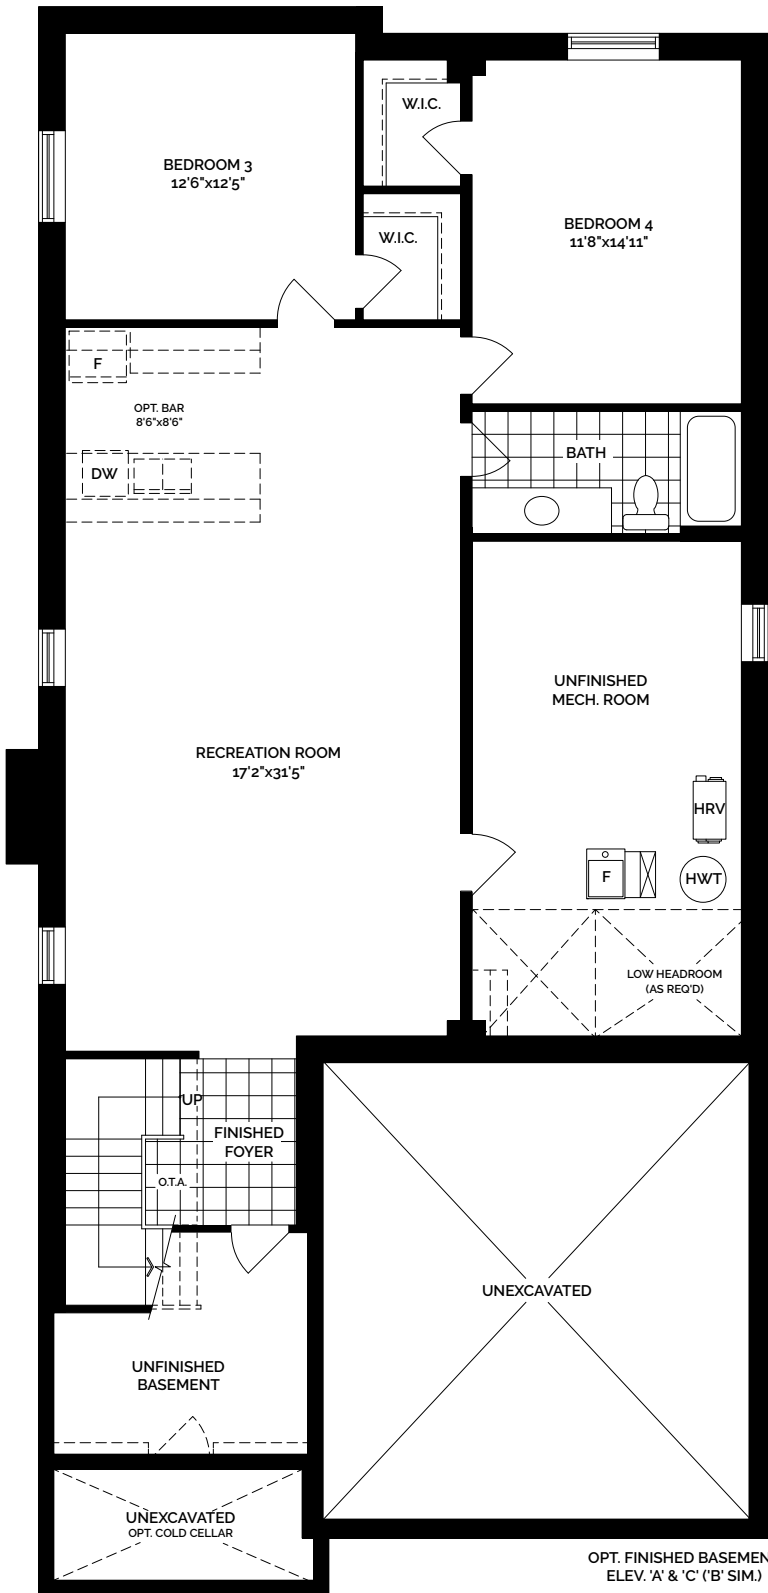 W.I.C.
BEDROOM 3
12'6"x12'5"
BEDROOM 4
11'8"x14'11"
W.I.C.
F
OPT. BAR
8'6"x8'6"
DW
BATH
UNFINISHED
MECH. ROOM
RECREATION ROOM
17'2"x31'5"
HRV
F
HWT
LOW HEADROOM
(AS REQ'D)
UP
FINISHED
FOYER
O.T.A.
UNEXCAVATED
UNFINISHED
BASEMENT
UNEXCAVATED
OPT. COLD CELLAR
OPT. FINISHED BASEMEN
ELEV. 'A' & 'C' ('B' SIM.)